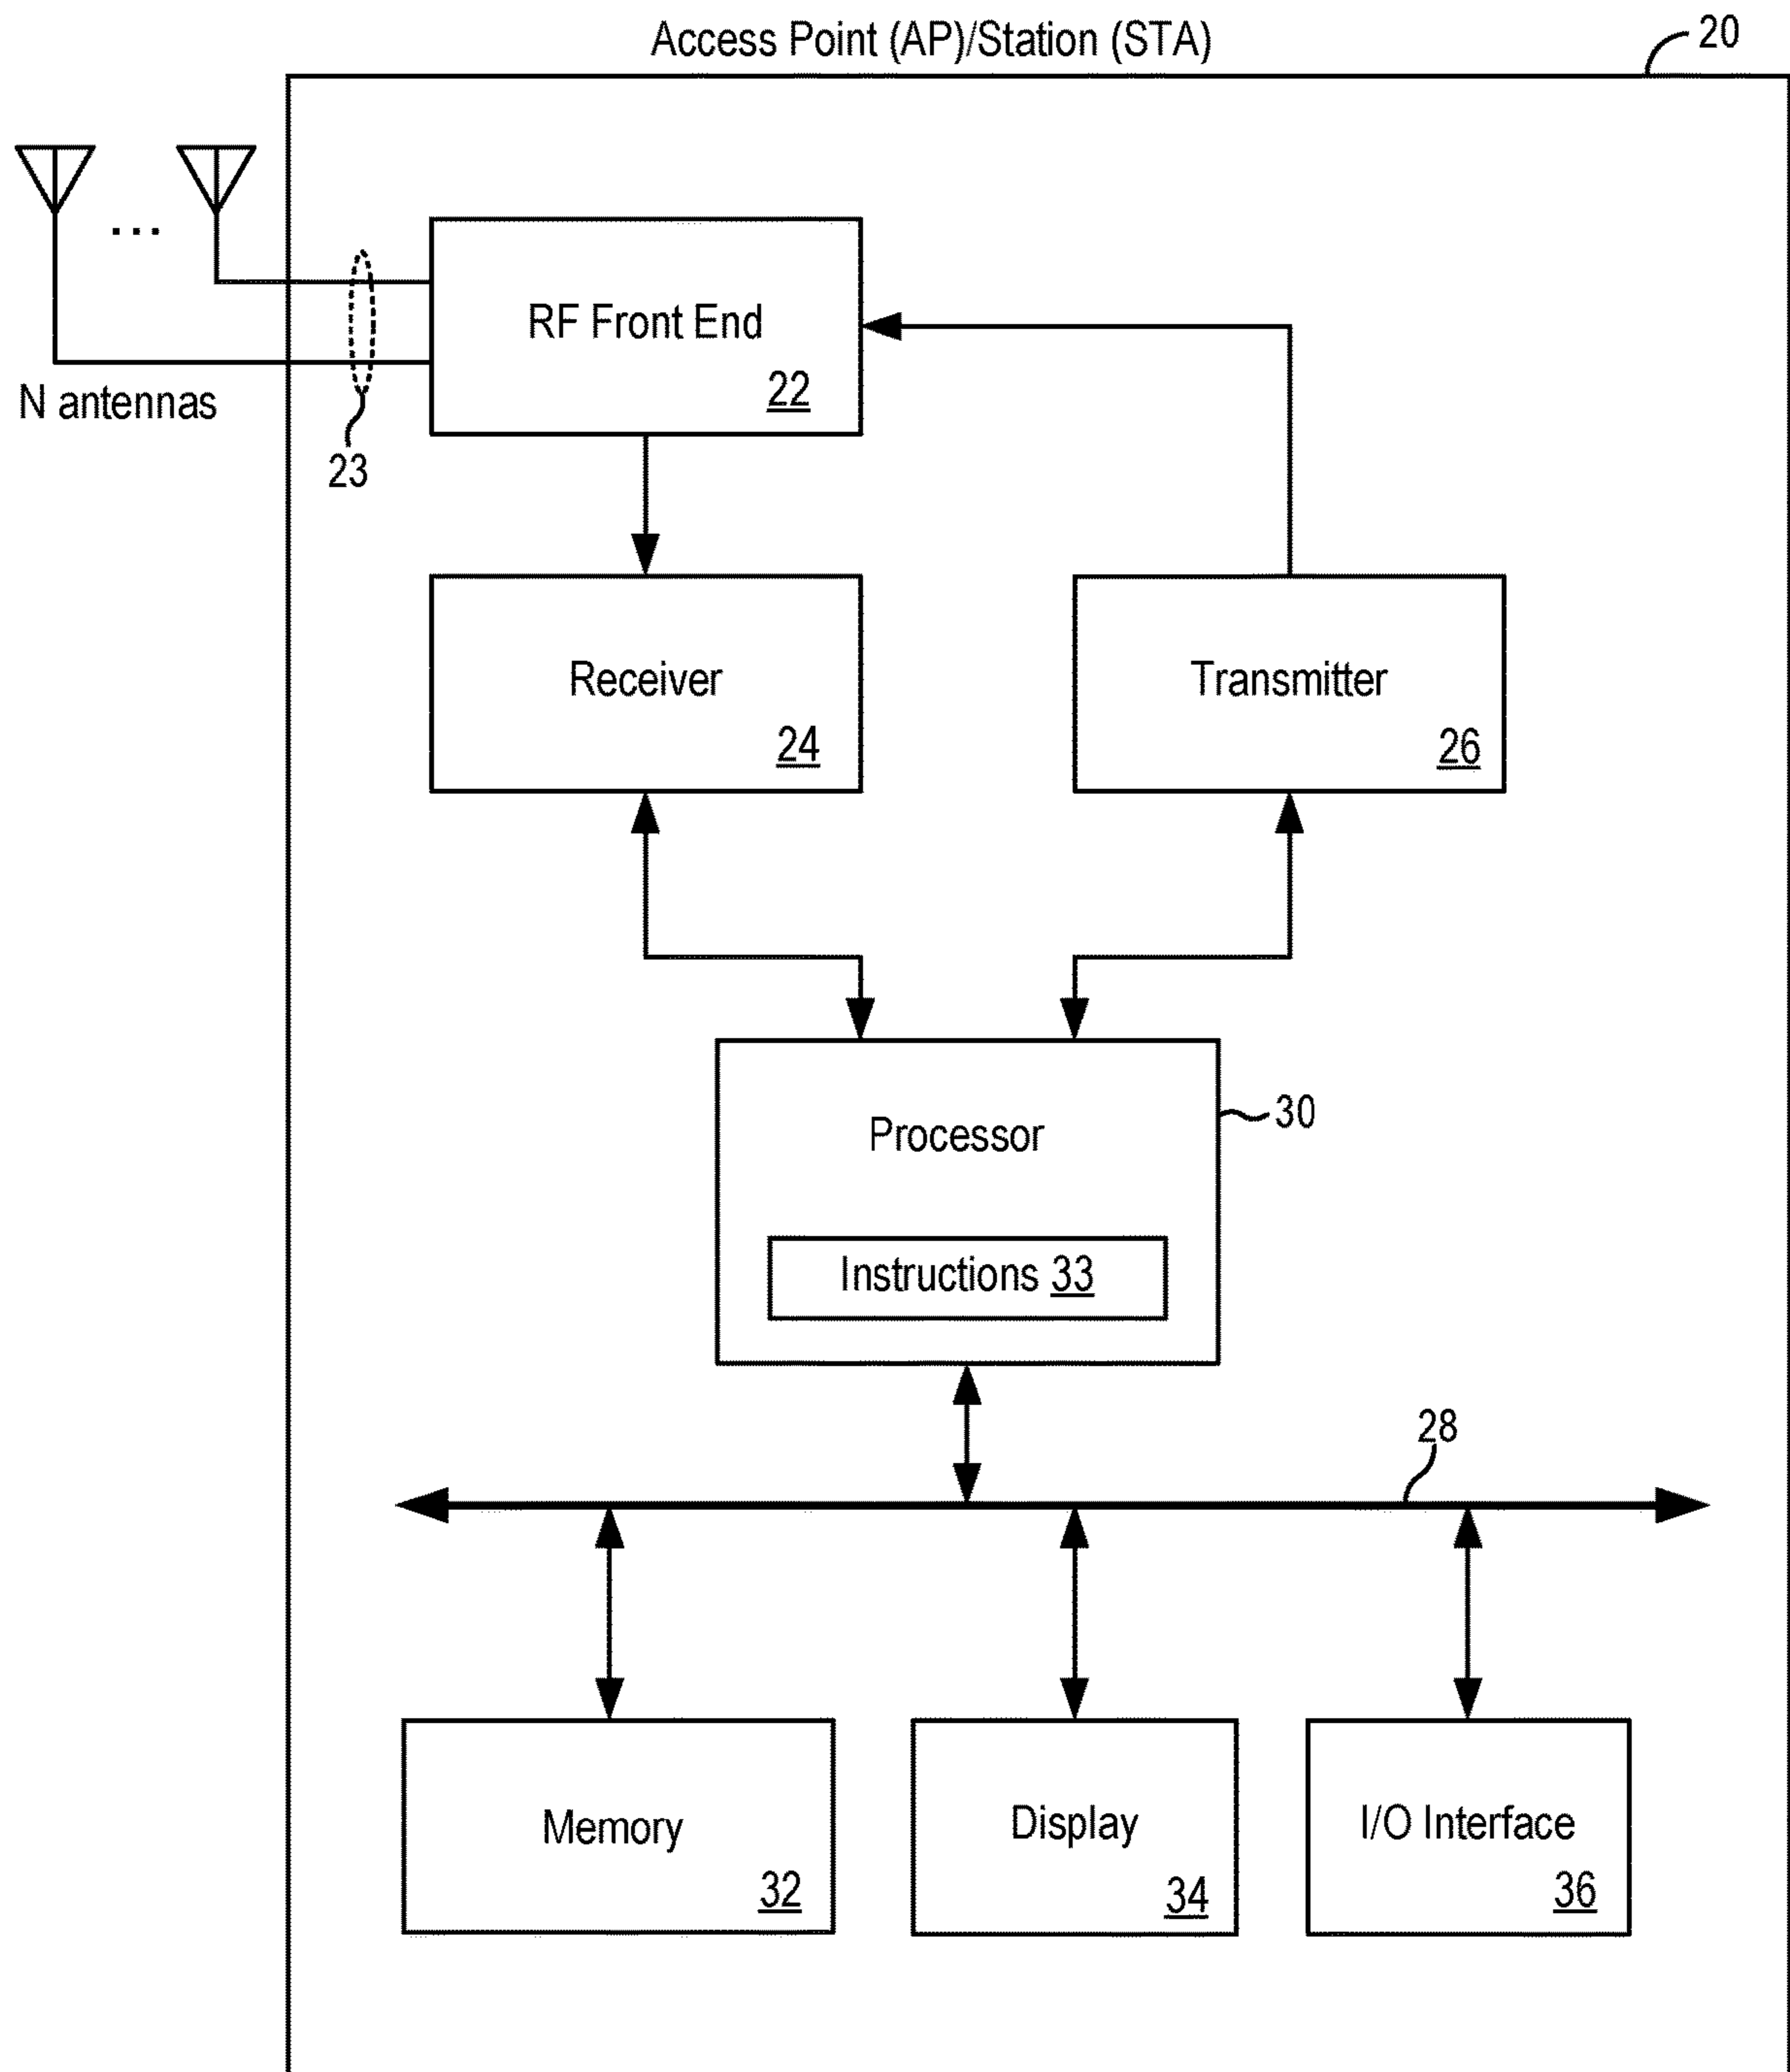 Access Point (AP)/Station (STA)
20
...
RF Front End
22
N antennas
23
Receiver
24
Transmitter
26
Processor
30
Instructions 33
28
Memory
32
Display
34
I/O Interface
36